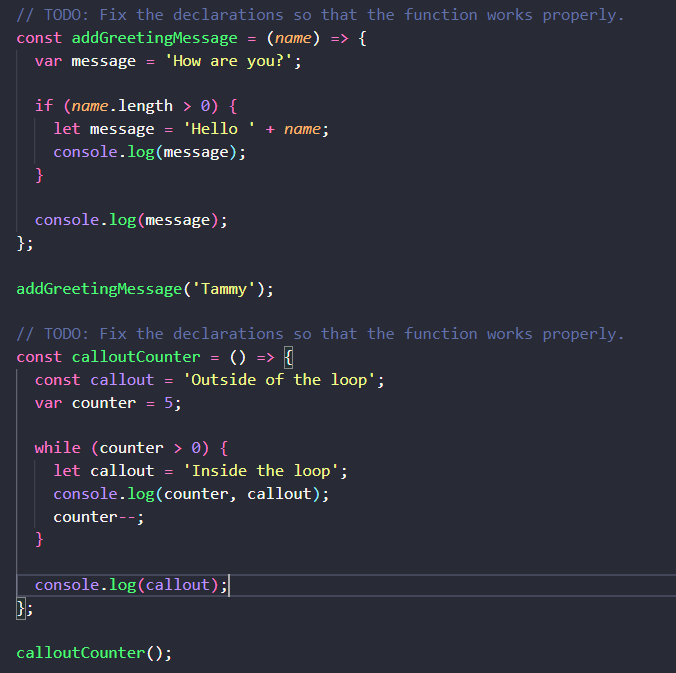 // TODO: Fix the declarations so that the function works properly.
const addGreetingMessage = (name) => {
  var message = 'How are you?';

  if (name.length > 0) {
    let message = 'Hello ' + name;
    console.log(message);
  }

  console.log(message);
};

addGreetingMessage('Tammy');

// TODO: Fix the declarations so that the function works properly.
const calloutCounter = () => {
  const callout = 'Outside of the loop';
  var counter = 5;

  while (counter > 0) {
    let callout = 'Inside the loop';
    console.log(counter, callout);
    counter--;
  }

  console.log(callout);
};

calloutCounter();